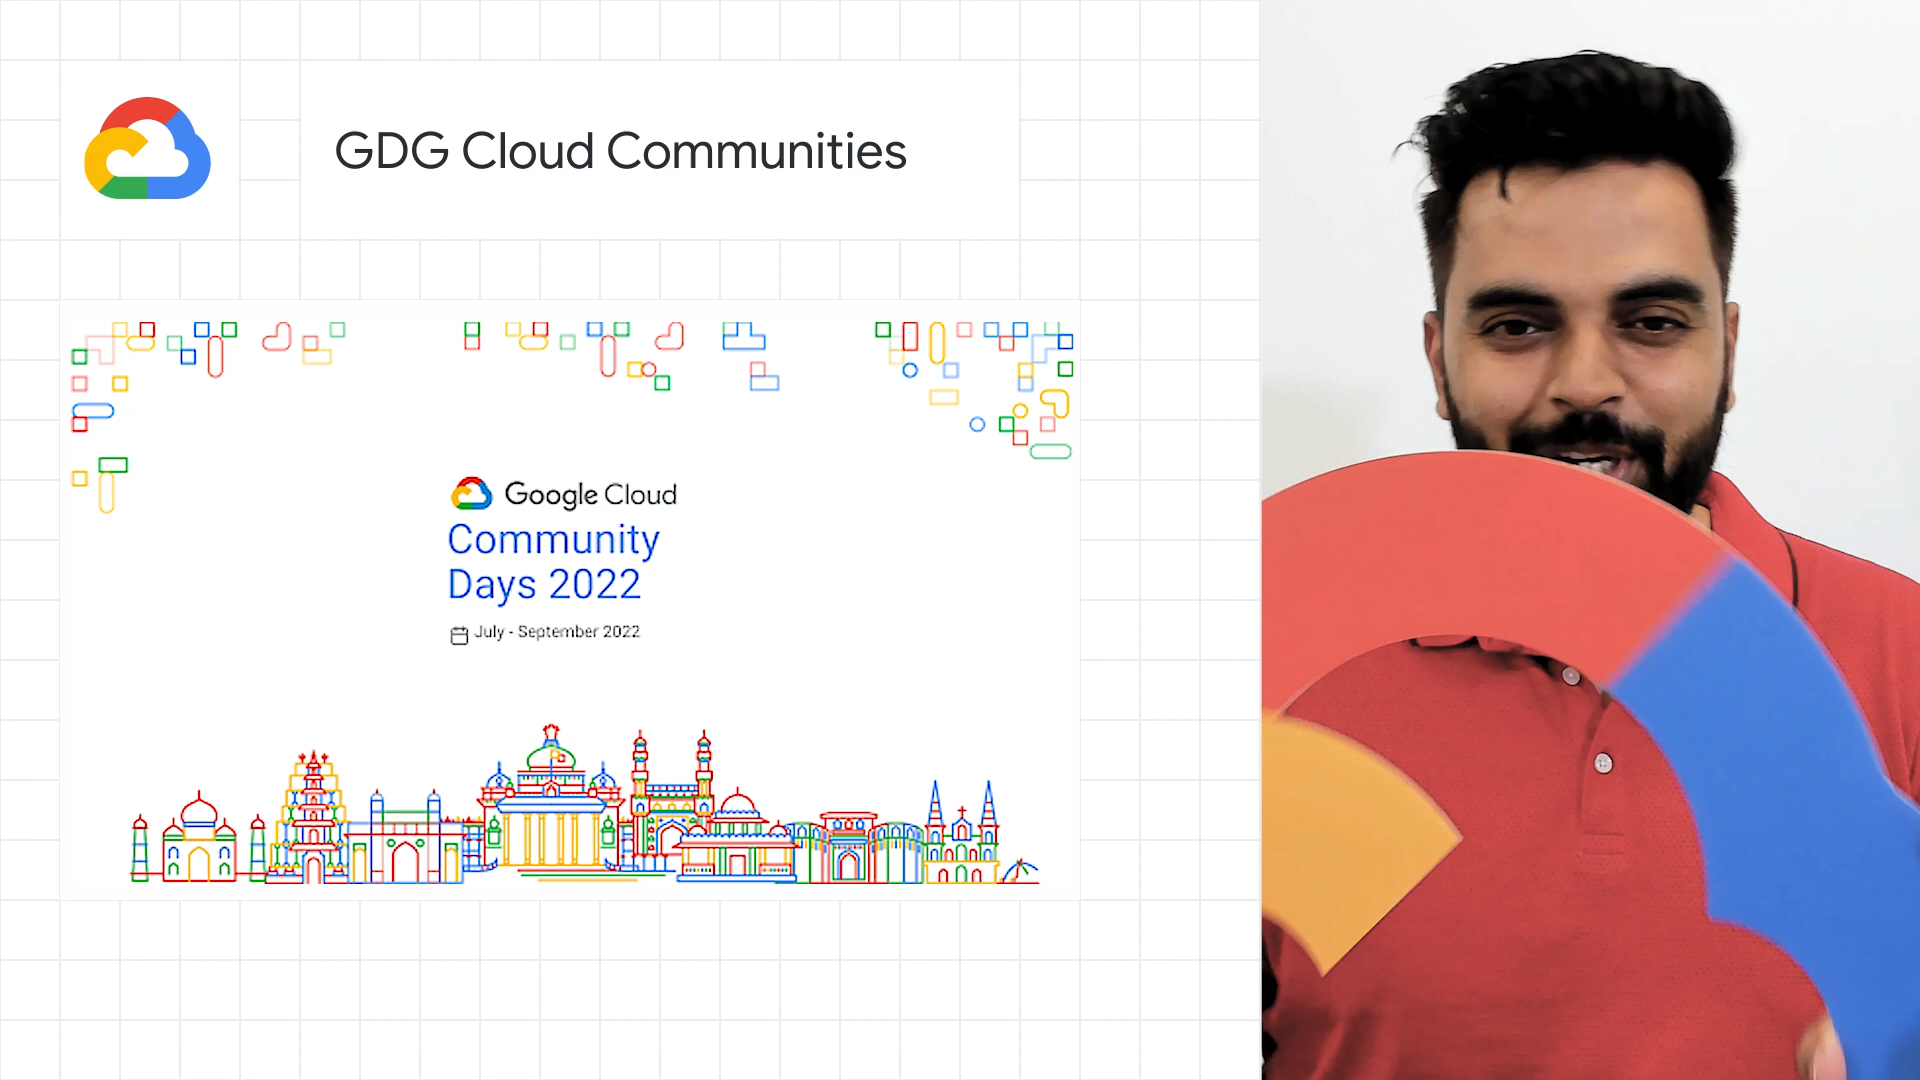 GDG Cloud Communities
Google Cloud
Community
Days 2022
July - September 2022